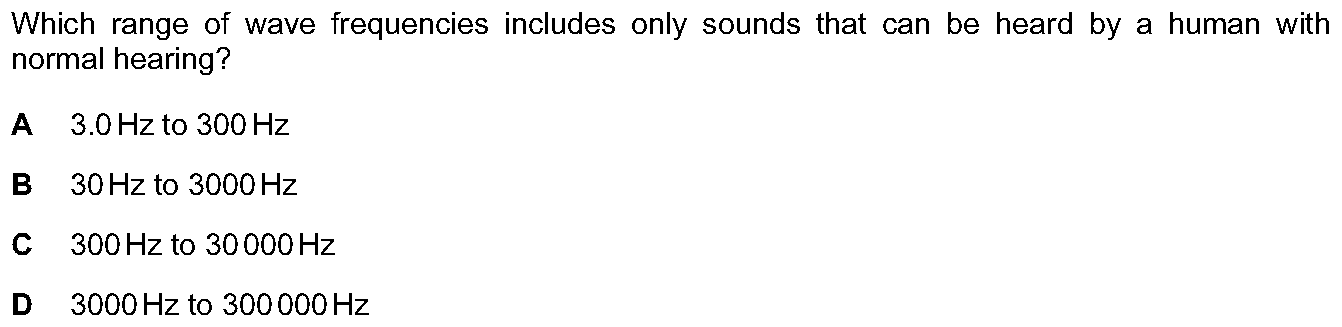 Which range of wave frequencies includes only sounds that can be heard by a human with
normal hearing?
A 3.0 Hz to 300 Hz
B 30 Hz to 3000 Hz
C 300 Hz to 30 000 Hz
D 3000 Hz to 300 000 Hz